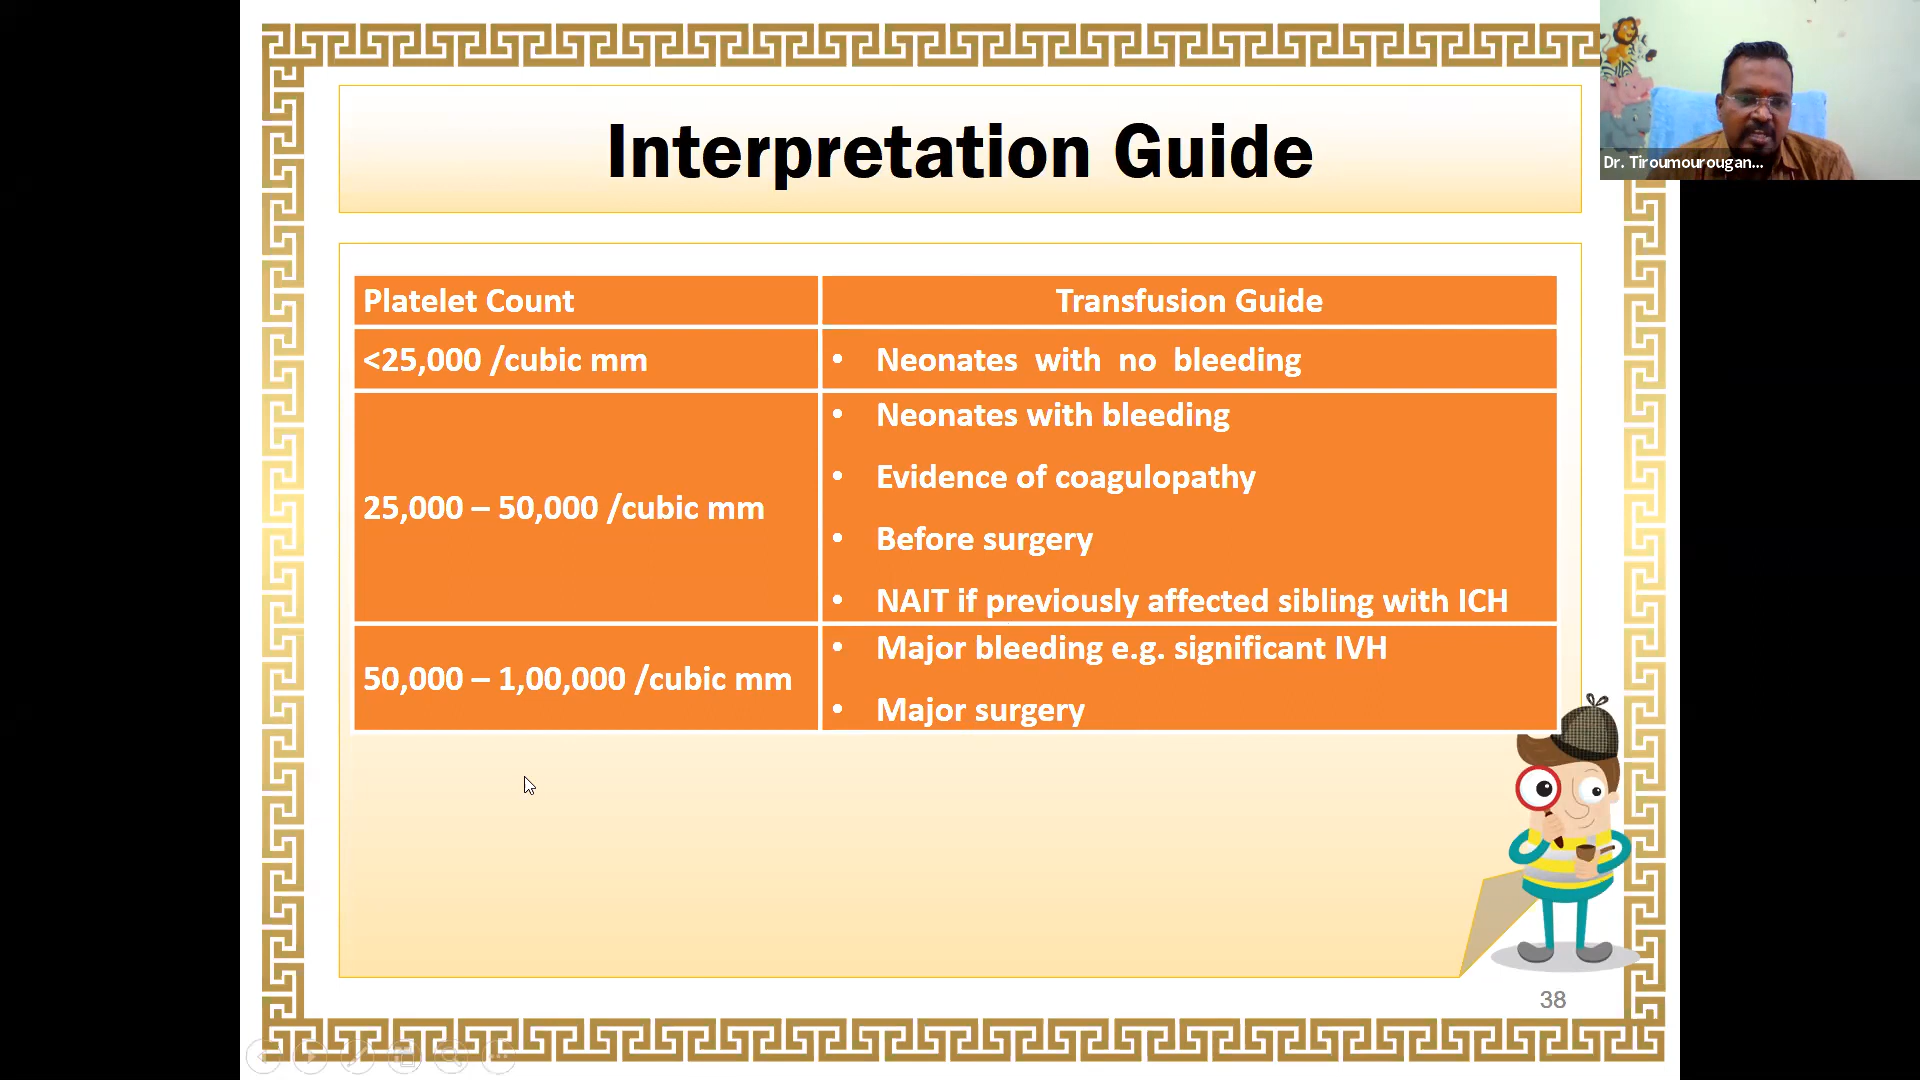 Interpretation Guide
Dr. Tiroumourougan...
Platelet Count
Transfusion Guide
<25,000 /cubic mm
• Neonates with no bleeding
25,000 – 50,000 /cubic mm
• Neonates with bleeding
• Evidence of coagulopathy
• Before surgery
• NAIT if previously affected sibling with ICH
50,000 – 1,00,000 /cubic mm
• Major bleeding e.g. significant IVH
• Major surgery
38